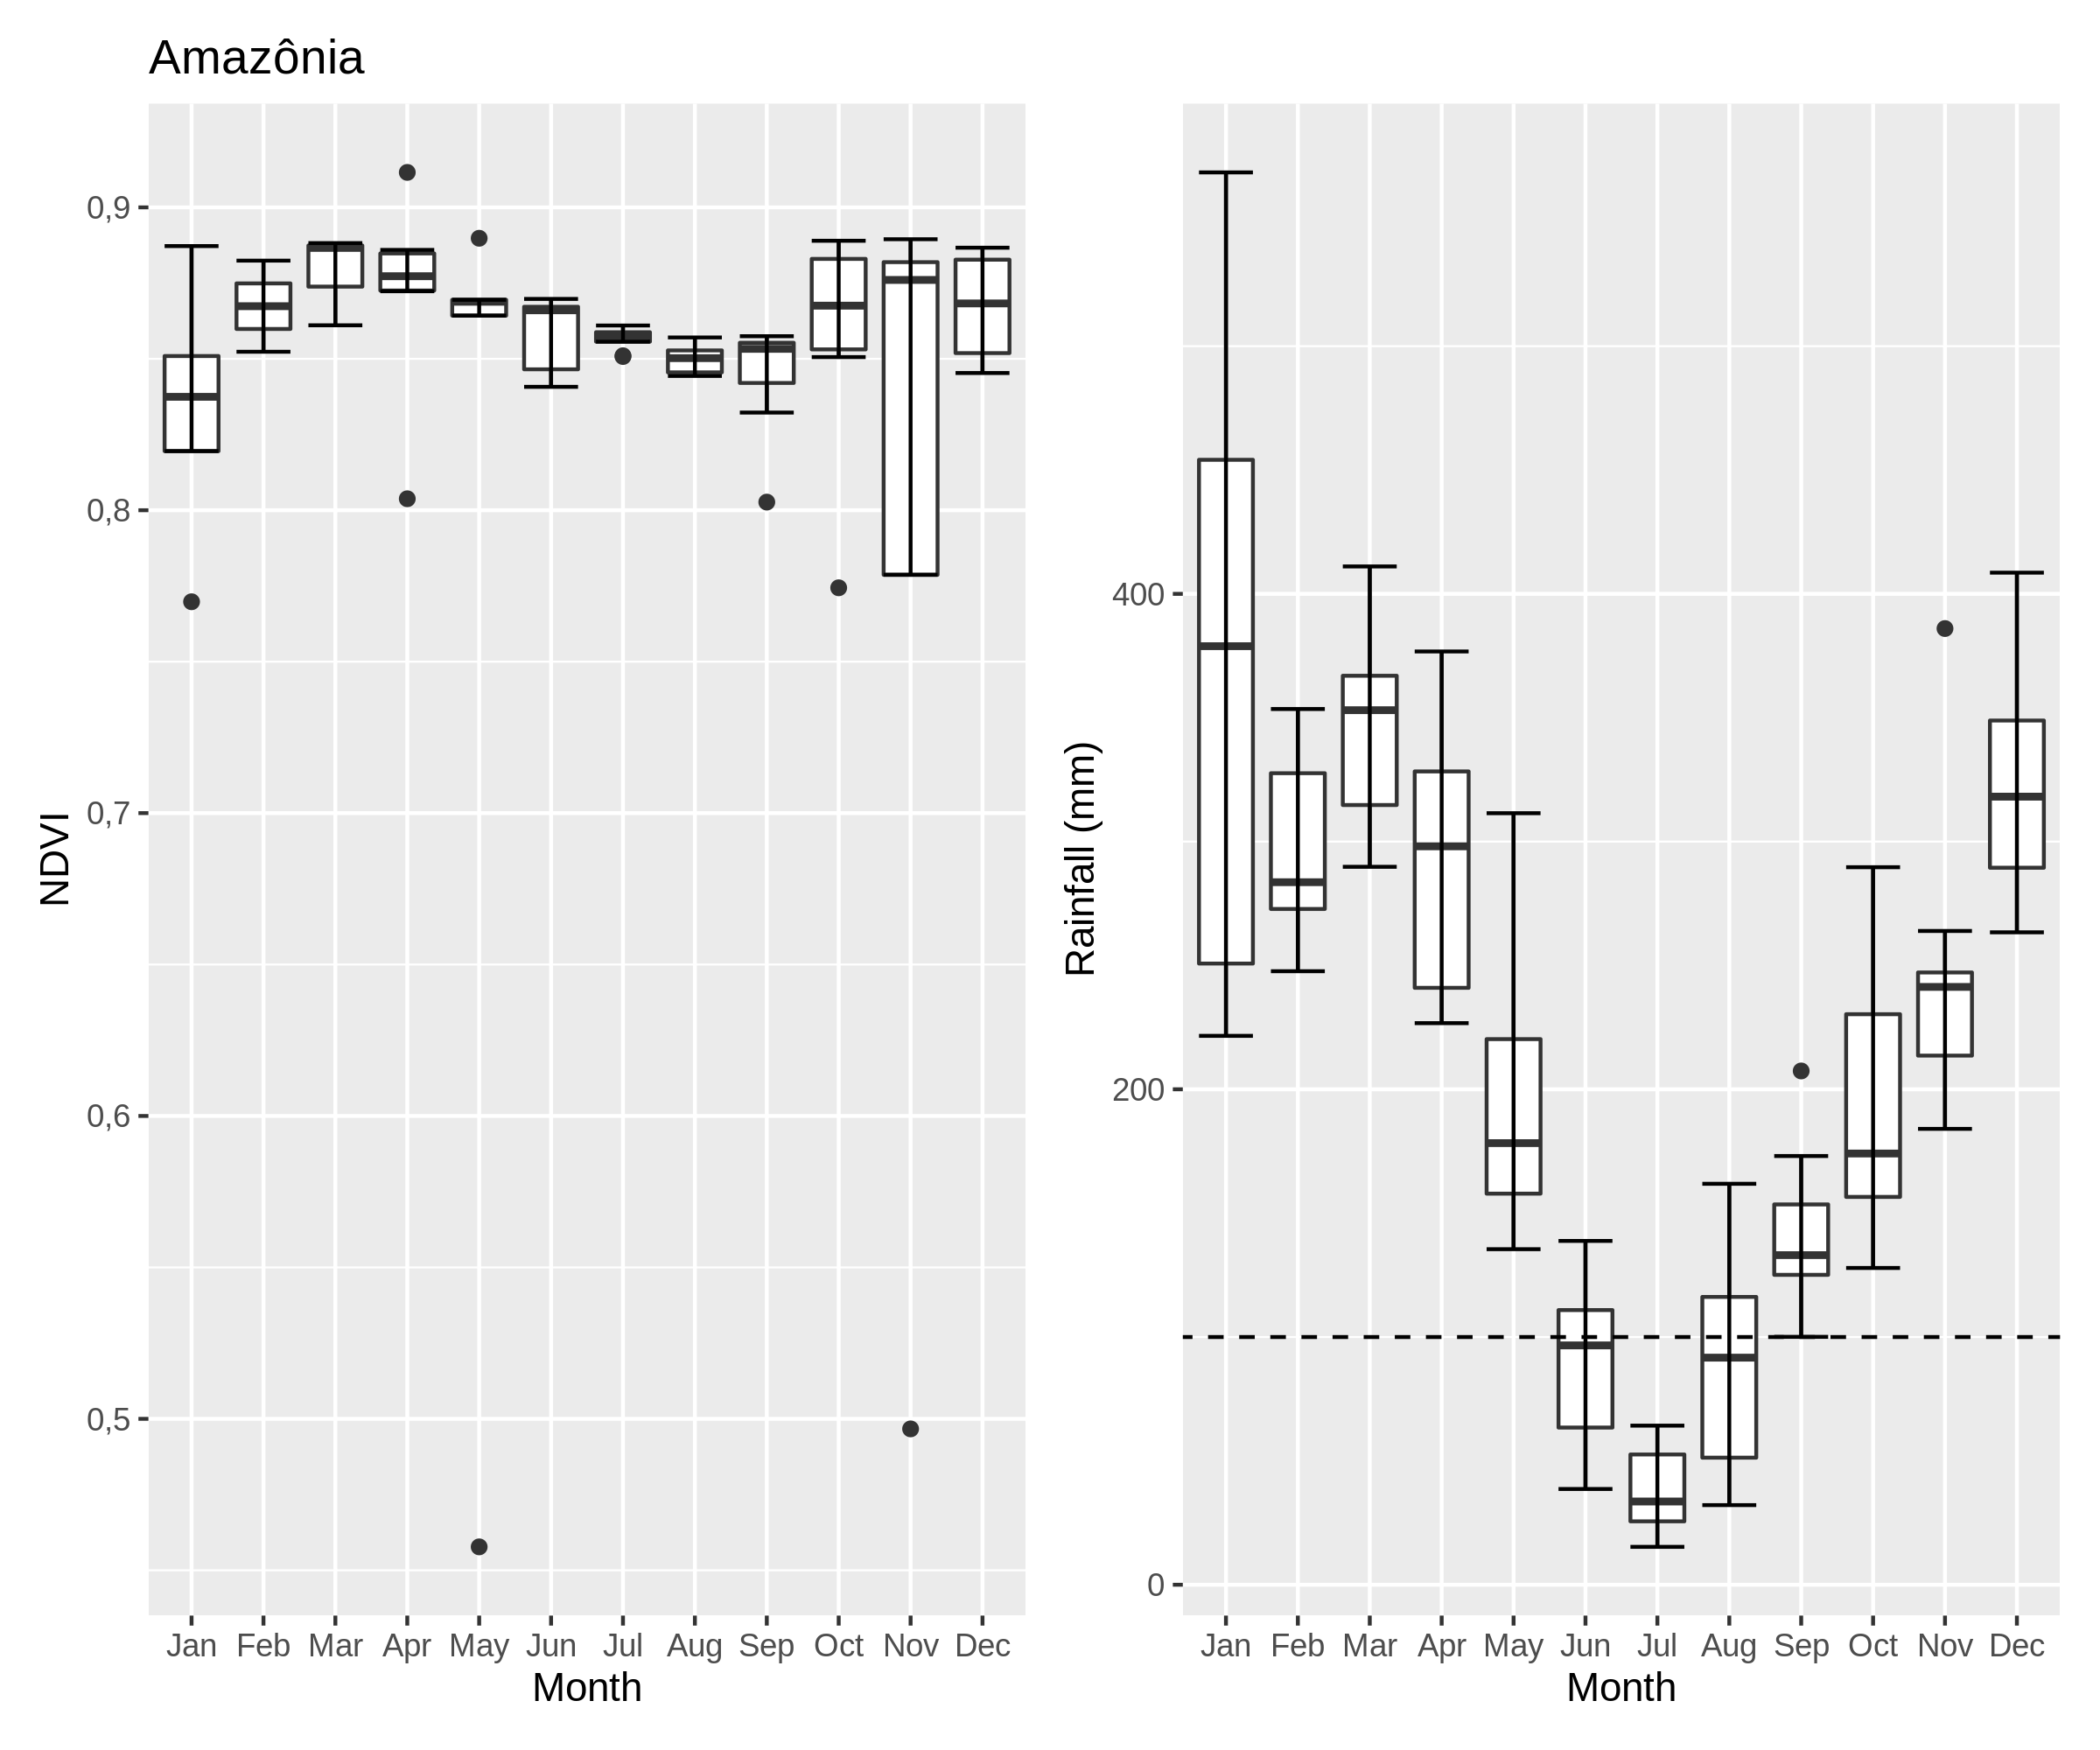 Amazônia
NDVI
0,9
0,8
0,7
0,6
0,5
Jan Feb Mar Apr May Jun Jul Aug Sep Oct Nov Dec
Month
Rainfall (mm)
400
200
0
Jan Feb Mar Apr May Jun Jul Aug Sep Oct Nov Dec
Month